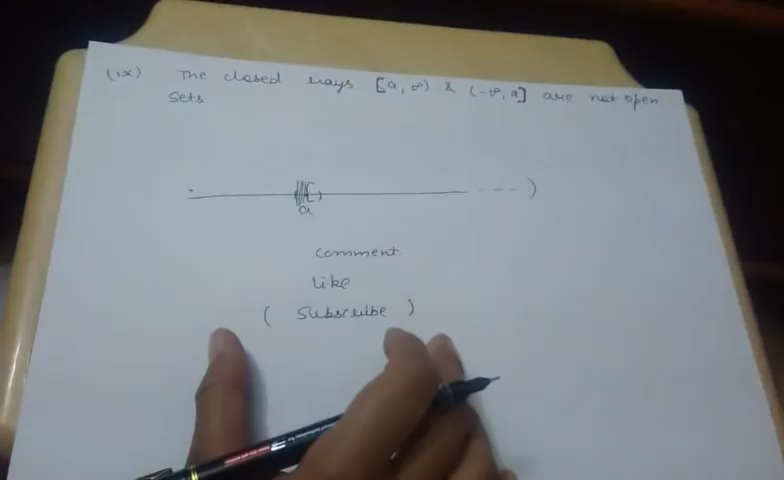 (ix) The closed rays [a, ∞) & (-∞, a] are not open
sets
[ )
- - - )
a
comment
Like
( Subscribe )